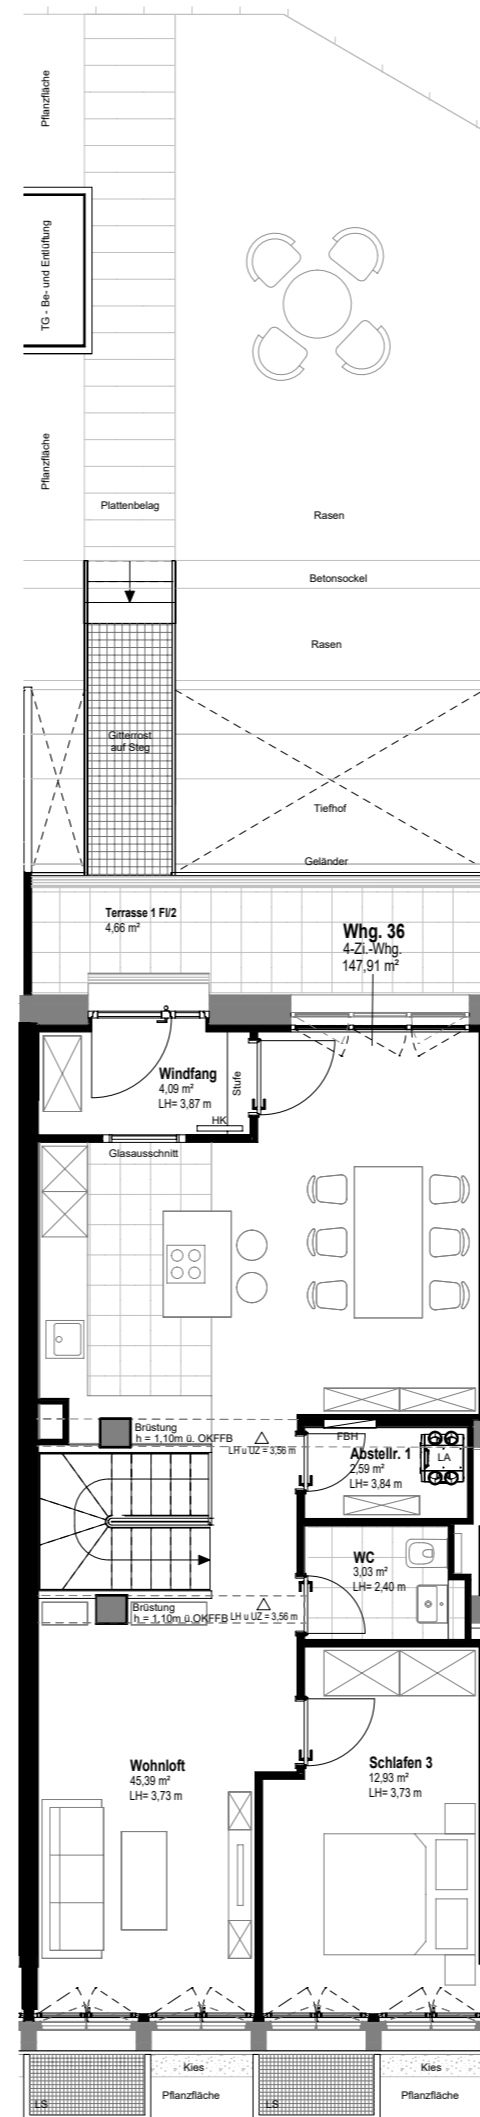 Pflanzfläche
TG - Be- und Entlüftung
Pflanzfläche
Plattenbelag
Rasen
Betonsockel
Rasen
Gitterrost
auf Steg
Tiefhof
Geländer
Terrasse 1 Fl/2
4,66 m²
Whg. 36
4-Zi.-Whg.
147,91 m²
Windfang
4,09 m²
LH= 3,87 m
Stufe
HK
Glasausschnitt
Brüstung
h = 1,10m ü. OKFFB
LH u UZ = 3,56 m
FBH
Abstellr. 1
2,59 m²
LH= 3,84 m
LA
WC
3,03 m²
LH= 2,40 m
Brüstung
h = 1,10m ü. OKFFB
LH u UZ = 3,56 m
Wohnloft
45,39 m²
LH= 3,73 m
Schlafen 3
12,93 m²
LH= 3,73 m
Kies
Kies
Pflanzfläche
Pflanzfläche
LS
LS